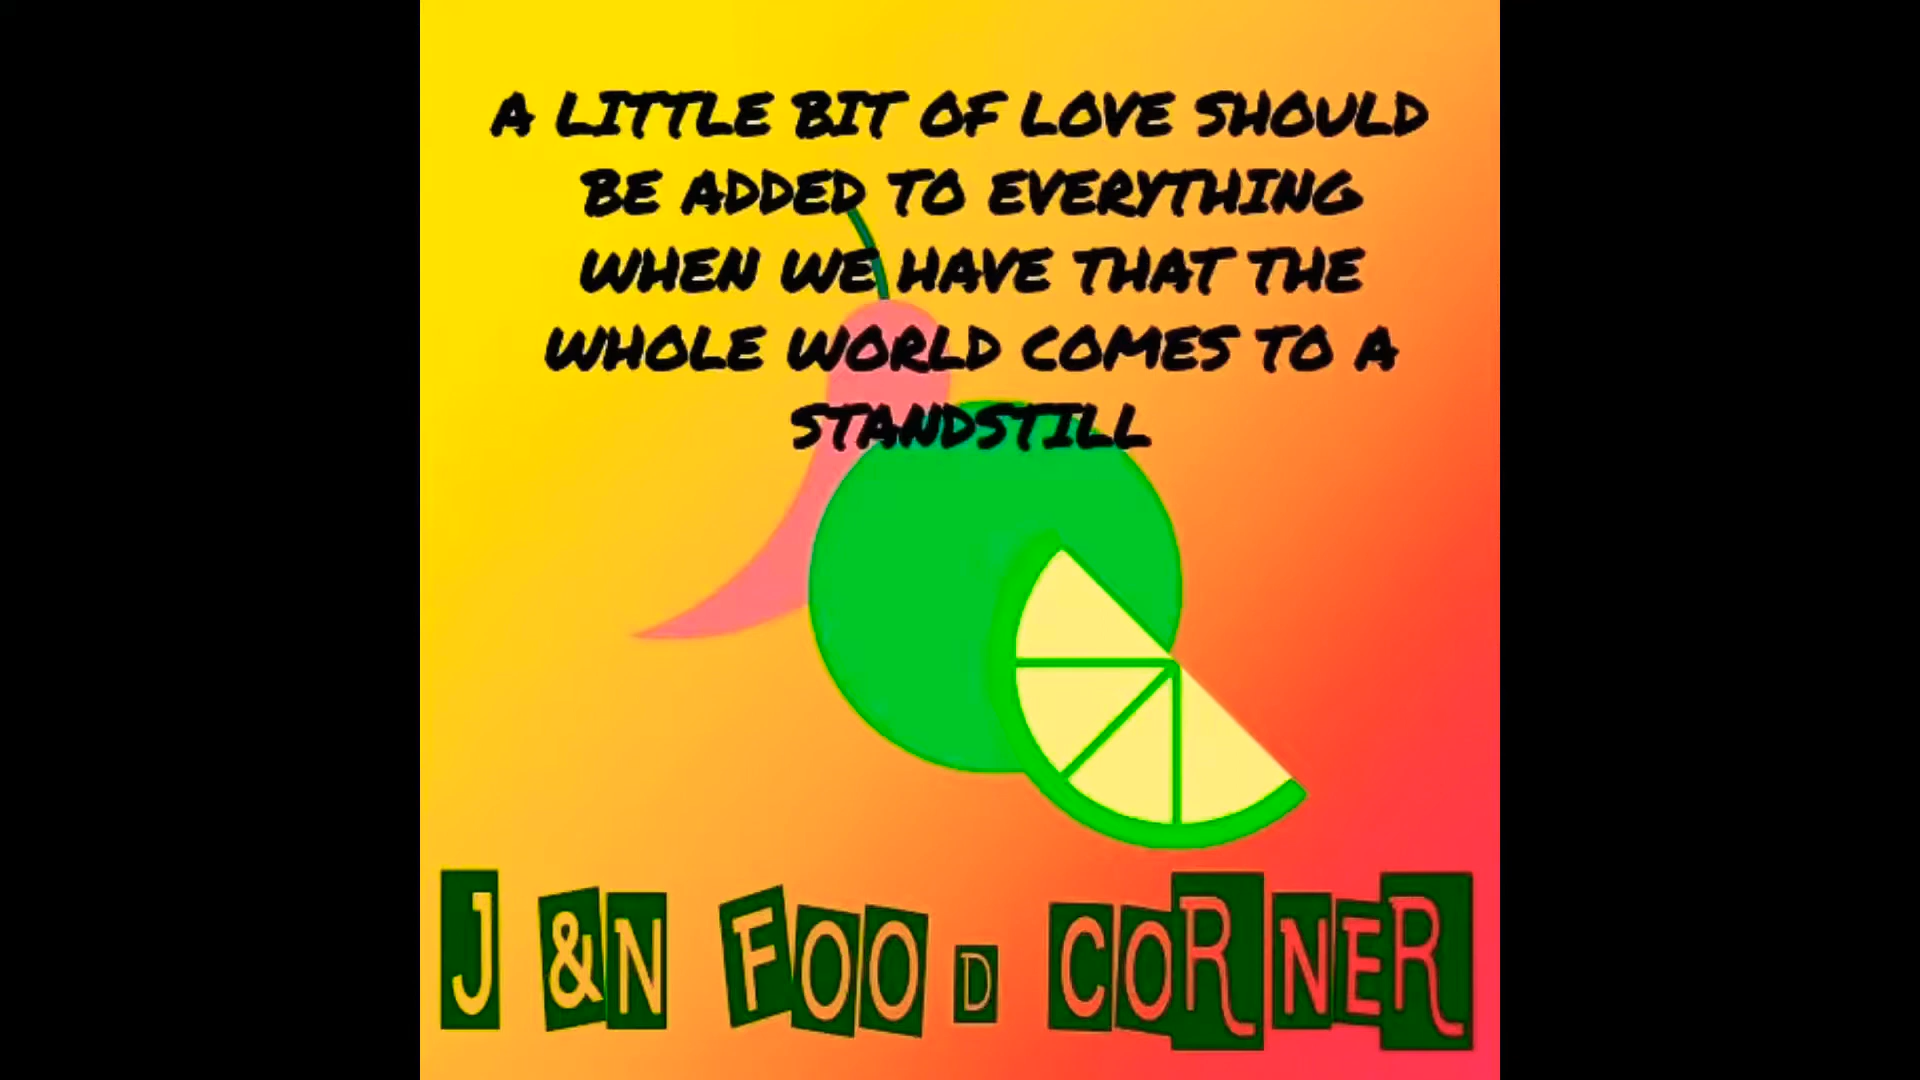 A LITTLE BIT OF LOVE SHOULD
BE ADDED TO EVERYTHING
WHEN WE HAVE THAT THE
WHOLE WORLD COMES TO A
STANDSTILL
J &N FOOD CORNER